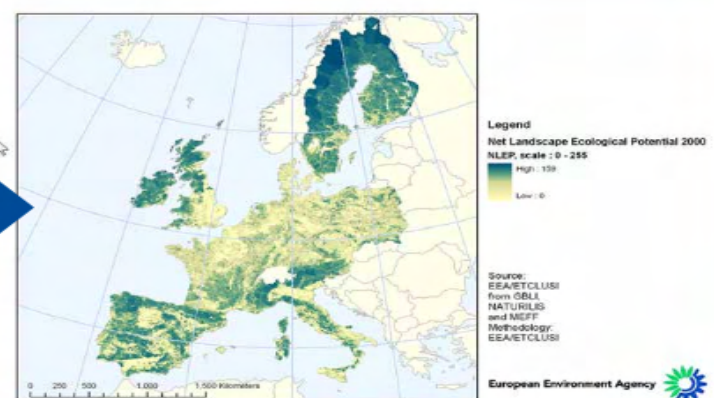 Legend
Net Landscape Ecological Potential 2000
NLEP, scale : 0 - 255
High : 159
Low : 0
Source:
EEA/ETCLUSI
from GBLI,
NATURILIS
and MEFF
Methodology:
EEA/ETCLUSI
0 250 500 1,000 1,500 Kilometers
European Environment Agency